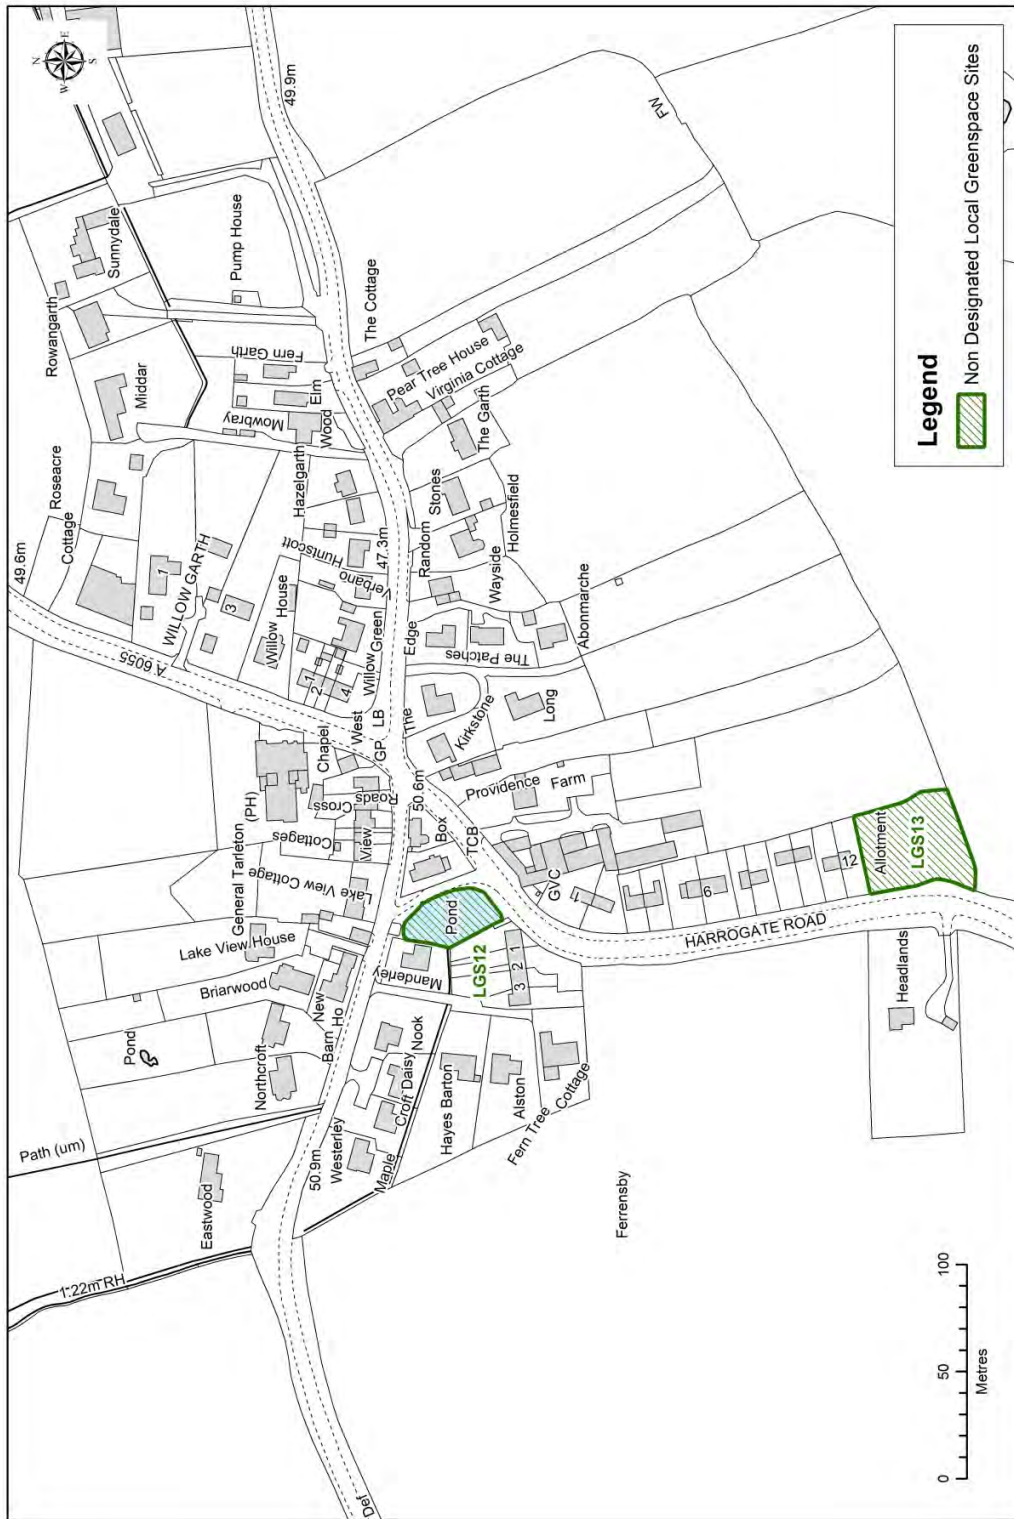 N
E
S
W
49.9m
FW
Sunnydale
Rowangarth
Pump House
Middar
Fern Garth
The Cottage
Elm
Wood
Mowbray
Pear Tree House
Virginia Cottage
The Garth
Roseacre
Cottage
49.6m
Hazelgarth
Huntscott
Verbano
47.3m
Random
Stones
Holmesfield
Wayside
1
3
WILLOW GARTH
A 6055
Willow
House
1
2
4
Willow
Green
Edge
The
The Patches
Abonmarche
West
LB
GP
Chapel
Kirkstone
Long
General Tarleton
(PH)
Cross
Roads
50.6m
Providence
Farm
Cottages
View
Box
TCB
Lake View Cottage
GVC
1
6
12
Allotment
LGS13
Lake View House
Pond
LGS12
1
2
3
HARROGATE ROAD
Briarwood
New
Barn
Ho
Manderley
Headlands
Pond
Northcroft
Nook
Daisy
Croft
Hayes Barton
Alston
Fern Tree
Cottage
Path (um)
Westerley
50.9m
Maple
Eastwood
Ferrensby
1.22m RH
Def
Legend
Non Designated Local Greenspace Sites
0
50
100
Metres